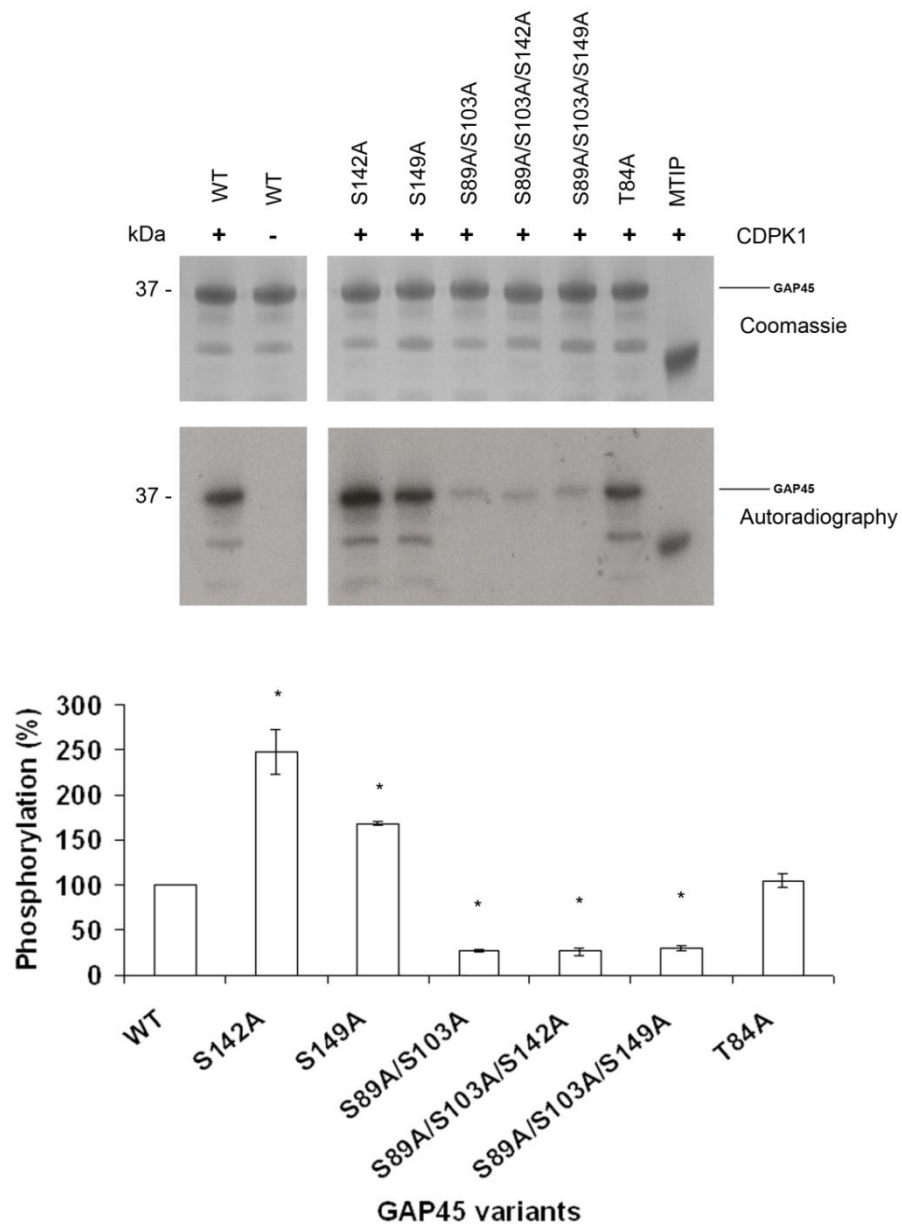 WT
WT
S142A
S149A
S89A/S103A
S89A/S103A/S142A
S89A/S103A/S149A
T84A
MTIP
kDa + - + + + + + + + CDPK1
37 -
GAP45
Coomassie
37 -
GAP45
Autoradiography
Phosphorylation (%)
300
250
200
150
100
50
0
*
*
*
*
*
WT
S142A
S149A
S89A/S103A
S89A/S103A/S142A
S89A/S103A/S149A
T84A
GAP45 variants